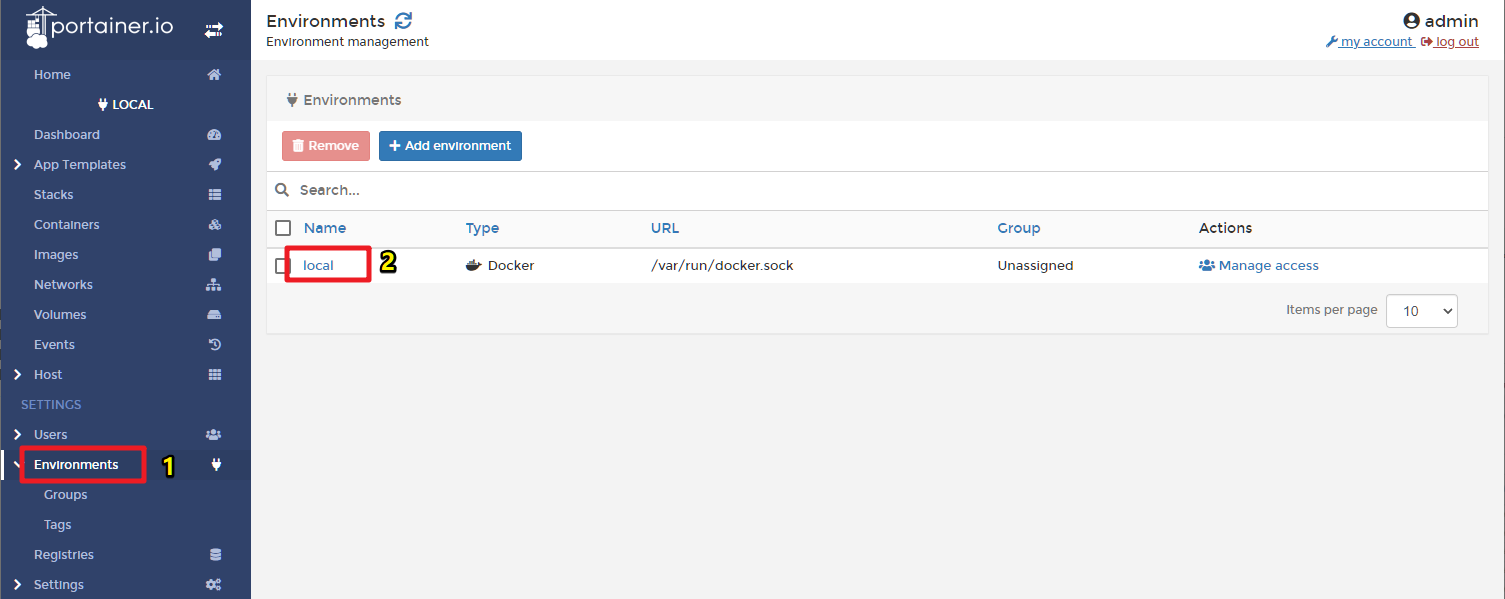 portainer.io
Home
LOCAL
Dashboard
App Templates
Stacks
Containers
Images
Networks
Volumes
Events
Host
SETTINGS
Users
Environments 1
Groups
Tags
Registries
Settings
Environments
Environment management
admin
my account log out
Environments
Remove Add environment
Search...
Name Type URL Group Actions
local 2 Docker /var/run/docker.sock Unassigned Manage access
Items per page 10